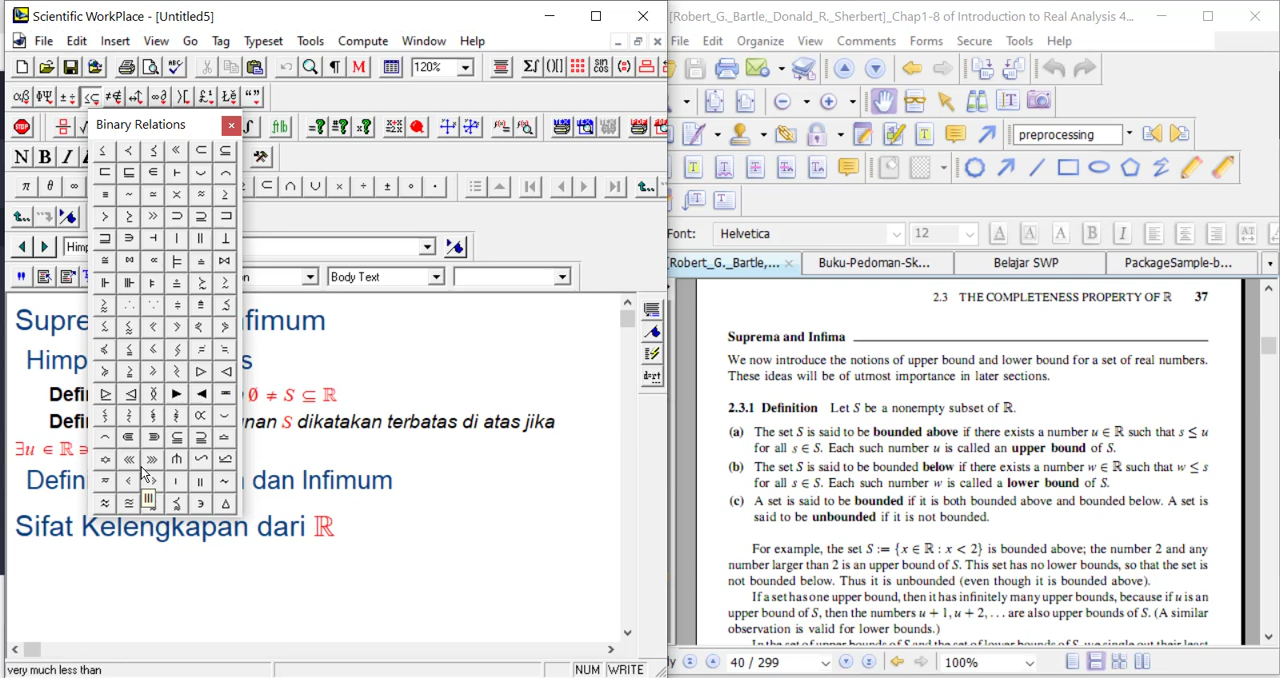 Scientific WorkPlace - [Untitled5]
File Edit Insert View Go Tag Typeset Tools Compute Window Help
120%
Binary Rela
Body Text
Supre
fimum
Himp
s
Defi
∅ ≠ S ⊆ ℝ
Defi
nan S dikatakan terbatas di atas jika
∃u ∈ ℝ
Defin
dan Infimum
Sifat Kelengkapan dari ℝ
very much less than
NUM WRITE
[Robert_G._Bartle,_Donald_R._Sherbert]_Chap1-8 of Introduction to Real Analysis 4...
File Edit Organize View Comments Forms Secure Tools Help
preprocessing
Font: Helvetica 12
Robert_G._Bartle,... Buku-Pedoman-Sk... Belajar SWP PackageSample-b...
2.3 THE COMPLETENESS PROPERTY OF ℝ 37
Suprema and Infima
We now introduce the notions of upper bound and lower bound for a set of real numbers.
These ideas will be of utmost importance in later sections.
2.3.1 Definition Let S be a nonempty subset of ℝ.
(a) The set S is said to be bounded above if there exists a number u ∈ ℝ such that s ≤ u
for all s ∈ S. Each such number u is called an upper bound of S.
(b) The set S is said to be bounded below if there exists a number w ∈ ℝ such that w ≤ s
for all s ∈ S. Each such number w is called a lower bound of S.
(c) A set is said to be bounded if it is both bounded above and bounded below. A set is
said to be unbounded if it is not bounded.
For example, the set S := {x ∈ ℝ : x < 2} is bounded above; the number 2 and any
number larger than 2 is an upper bound of S. This set has no lower bounds, so that the set is
not bounded below. Thus it is unbounded (even though it is bounded above).
If a set has one upper bound, then it has infinitely many upper bounds, because if u is an
upper bound of S, then the numbers u + 1, u + 2, . . . are also upper bounds of S. (A similar
observation is valid for lower bounds.)
40 / 299
100%